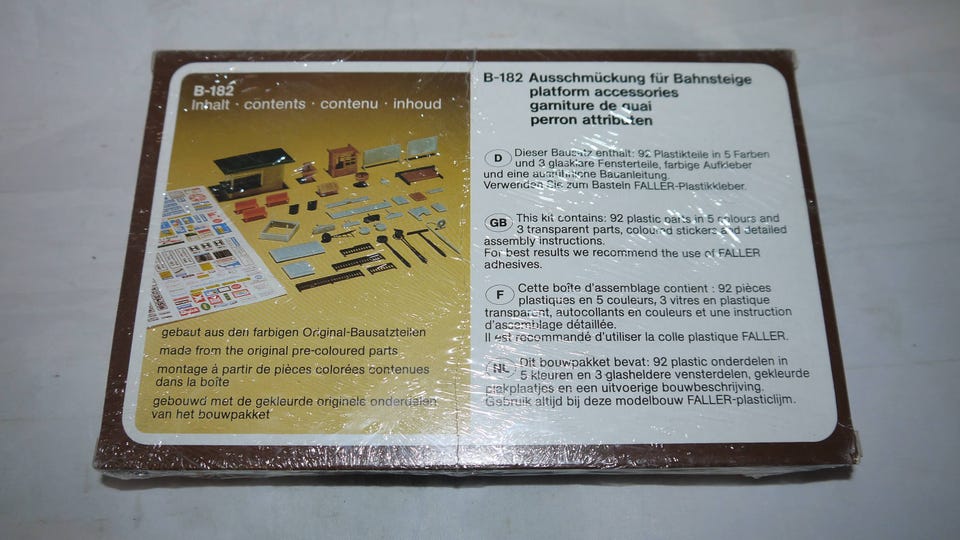 B-182
Inhalt · contents · contenu · inhoud
gebaut aus den farbigen Original-Bausatzteilen
made from the original pre-coloured parts
montage à partir de pièces colorées contenues
dans la boîte
gebouwd met de gekleurde originele onderdelen
van het bouwpakket
B-182 Ausschmückung für Bahnsteige
platform accessories
garniture de quai
perron attributen
D Dieser Bausatz enthält: 92 Plastikteile in 5 Farben
und 3 glasklare Fensterteile, farbige Aufkleber
und eine ausführliche Bauanleitung.
Verwenden Sie zum Basteln FALLER-Plastikkleber.
GB This kit contains: 92 plastic parts in 5 colours and
3 transparent parts, coloured stickers and detailed
assembly instructions.
For best results we recommend the use of FALLER
adhesives.
F Cette boîte d'assemblage contient : 92 pièces
plastiques en 5 couleurs, 3 vitres en plastique
transparent, autocollants en couleurs et une instruction
d'assemblage détaillée.
Il est recommandé d'utiliser la colle plastique FALLER.
NL Dit bouwpakket bevat: 92 plastic onderdelen in
5 kleuren en 3 glasheldere vensterdelen, gekleurde
plakplaatjes en een uitvoerige bouwbeschrijving.
Gebruik altijd bij deze modelbouw FALLER-plasticlijm.